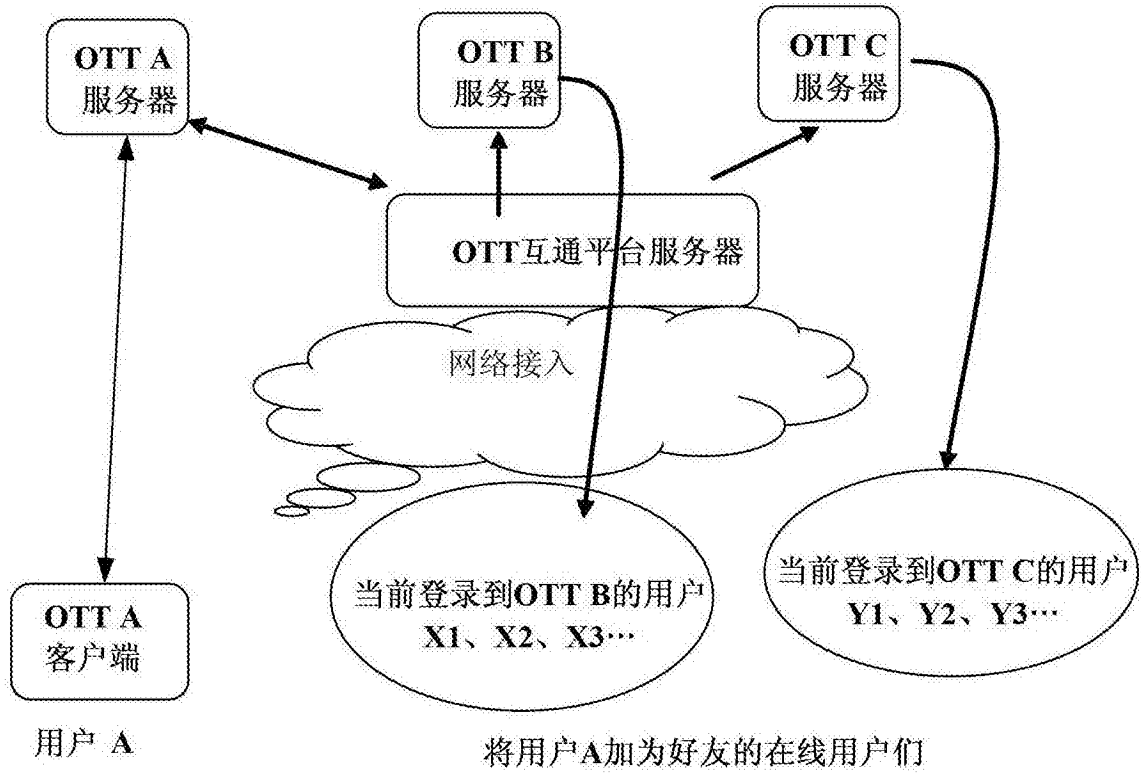 OTT A
服务器
OTT B
服务器
OTT C
服务器
OTT互通平台服务器
网络接入
当前登录到OTT B的用户
X1、X2、X3…
当前登录到OTT C的用户
Y1、Y2、Y3…
OTT A
客户端
用户 A
将用户A加为好友的在线用户们